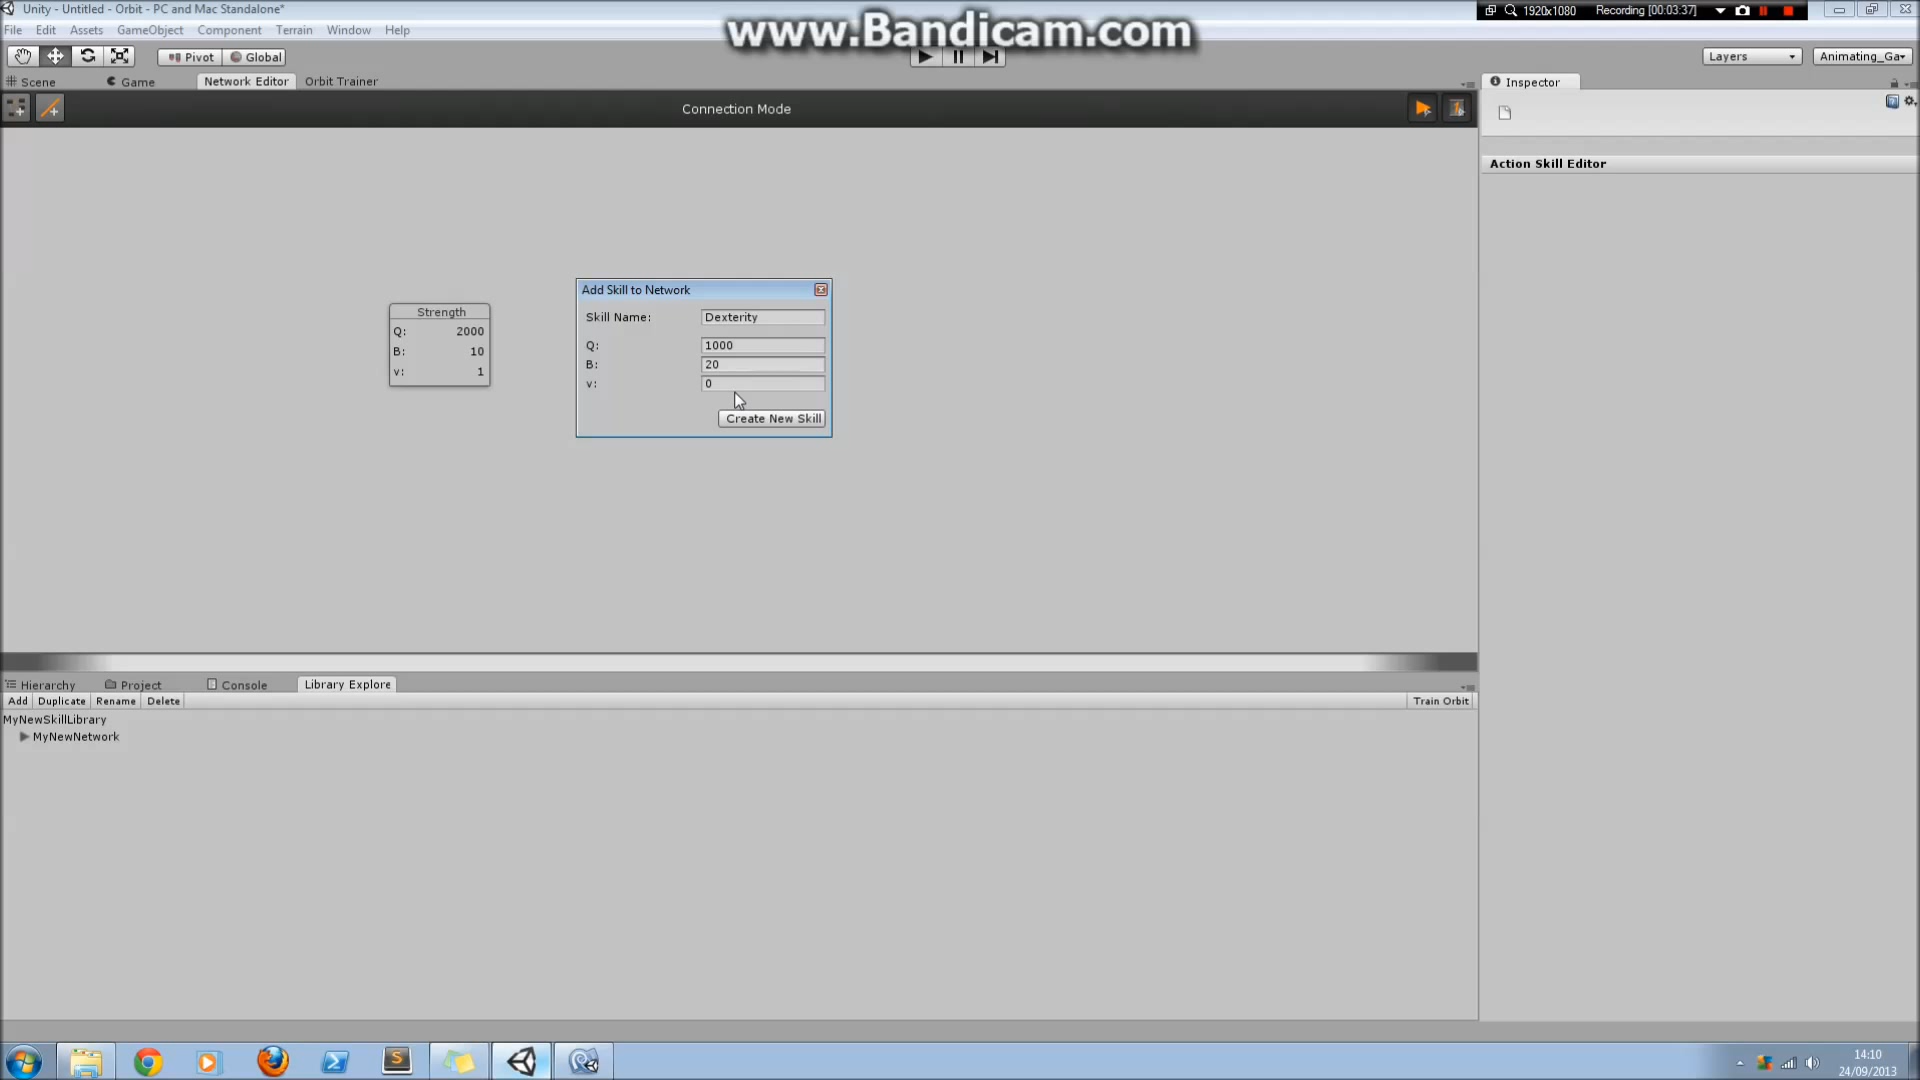 Unity - Untitled - Orbit - PC and Mac Standalone*
1920x1080 Recording [00:03:37]
www.Bandicam.com
File Edit Assets GameObject Component Terrain Window Help
Pivot Global
Layers Animating_Ga
Scene Game Network Editor Orbit Trainer
Inspector
Connection Mode
Action Skill Editor
Add Skill to Network
Strength
Q: 2000
B: 10
v: 1
Skill Name: Dexterity
Q: 1000
B: 20
v: 0
Create New Skill
Hierarchy Project Console Library Explore
Add Duplicate Rename Delete Train Orbit
MyNewSkillLibrary
MyNewNetwork
14:10
24/09/2013